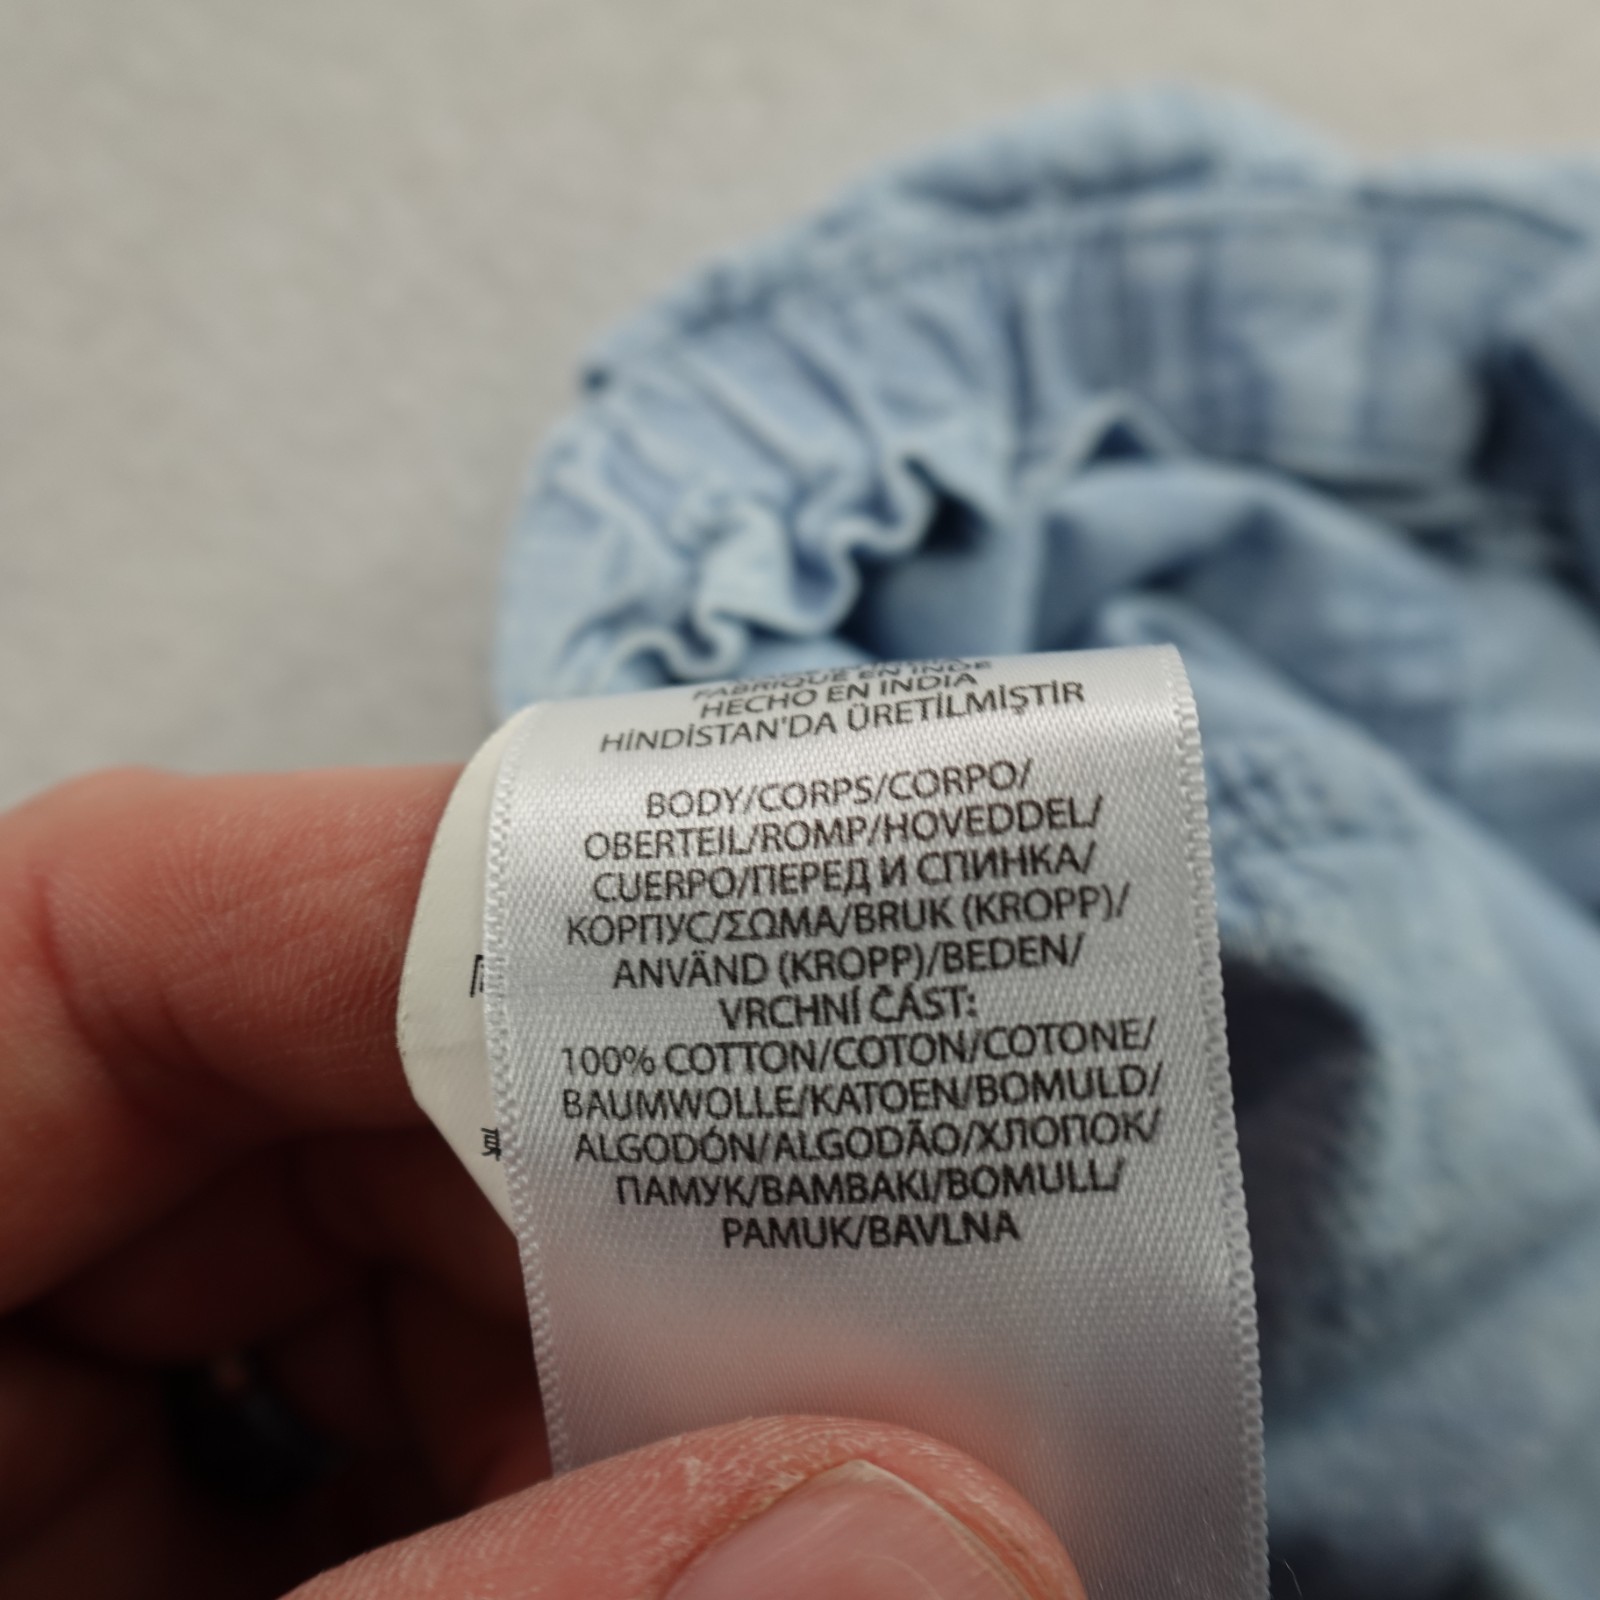 FABRIQUÉ EN INDE
HECHO EN INDIA
HİNDİSTAN'DA ÜRETİLMİŞTİR
BODY/CORPS/CORPO/
OBERTEIL/ROMP/HOVEDDEL/
CUERPO/ПЕРЕД И СПИНКА/
КОРПУС/ΣΩΜΑ/BRUK (KROPP)/
ANVÄND (KROPP)/BEDEN/
VRCHNÍ ČÁST:
100% COTTON/COTON/COTONE/
BAUMWOLLE/KATOEN/BOMULD/
ALGODÓN/ALGODÃO/ХЛОПОК/
ПАМУК/ΒΑΜΒΑΚΙ/BOMULL/
PAMUK/BAVLNA